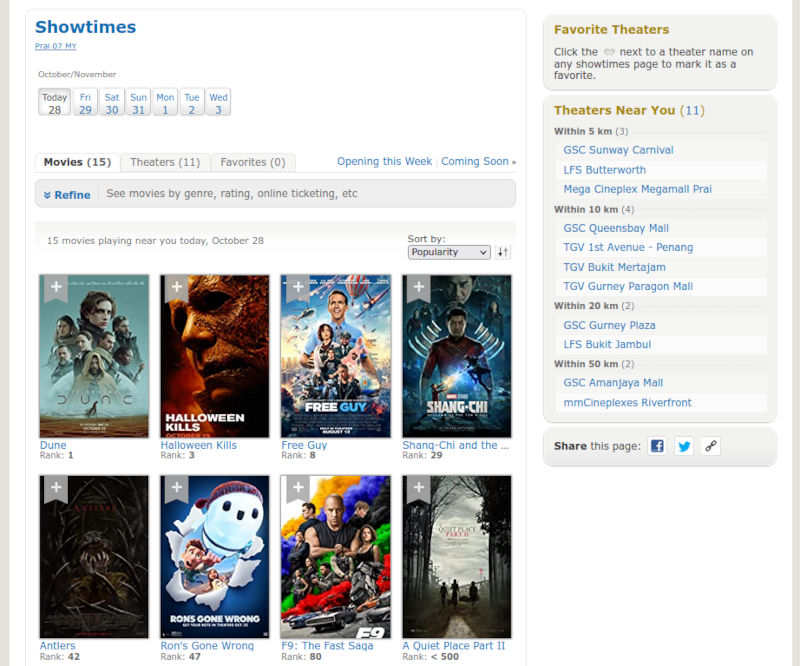 Showtimes
Prai 07 MY
October/November
Today 28
Fri 29
Sat 30
Sun 31
Mon 1
Tue 2
Wed 3
Movies (15)
Theaters (11)
Favorites (0)
Opening this Week | Coming Soon »
Refine
See movies by genre, rating, online ticketing, etc
15 movies playing near you today, October 28
Sort by:
Popularity
DUNE
HALLOWEEN
KILLS
OCTOBER 15
FREE GUY
ONLY IN THEATERS
AUGUST 13
MARVEL STUDIOS
SHANG-CHI
Dune
Rank: 1
Halloween Kills
Rank: 3
Free Guy
Rank: 8
Shang-Chi and the ...
Rank: 29
ANTLERS
RON'S GONE WRONG
F9
A QUIET PLACE
PART II
Antlers
Rank: 42
Ron's Gone Wrong
Rank: 47
F9: The Fast Saga
Rank: 80
A Quiet Place Part II
Rank: < 500
Favorite Theaters
Click the next to a theater name on
any showtimes page to mark it as a
favorite.
Theaters Near You (11)
Within 5 km (3)
GSC Sunway Carnival
LFS Butterworth
Mega Cineplex Megamall Prai
Within 10 km (4)
GSC Queensbay Mall
TGV 1st Avenue - Penang
TGV Bukit Mertajam
TGV Gurney Paragon Mall
Within 20 km (2)
GSC Gurney Plaza
LFS Bukit Jambul
Within 50 km (2)
GSC Amanjaya Mall
mmCineplexes Riverfront
Share this page: